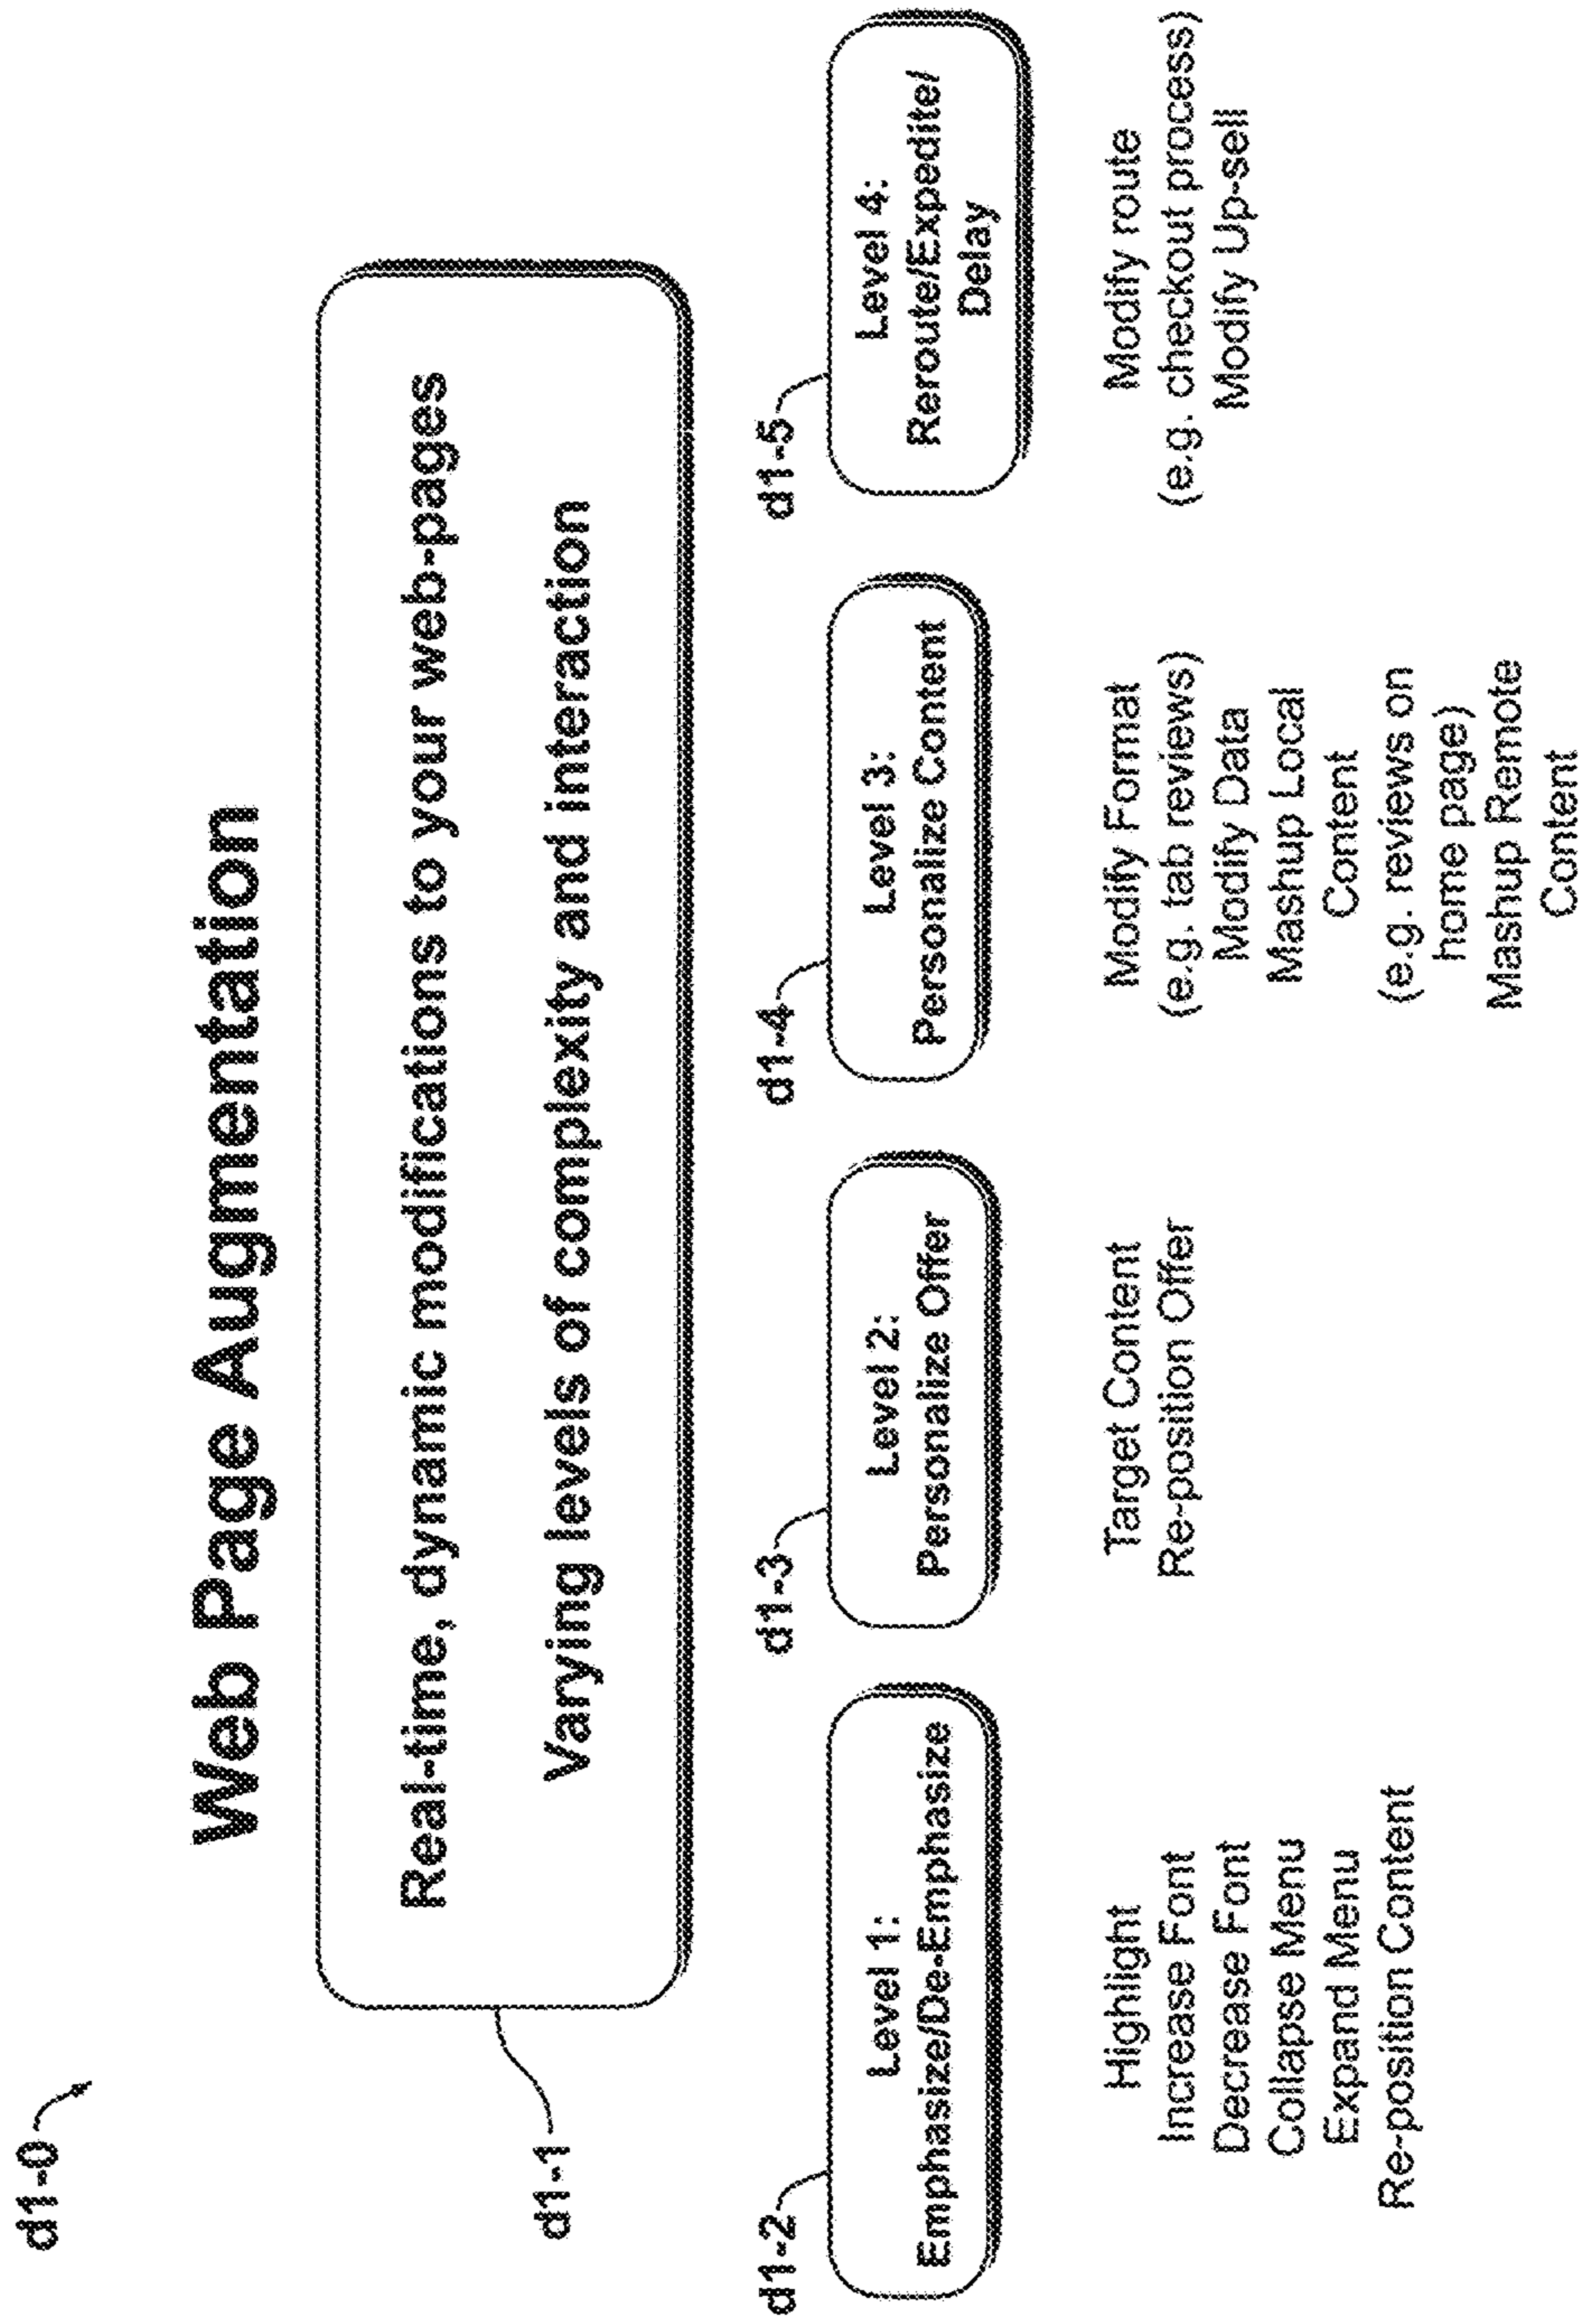 d1-0
Web Page Augmentation
d1-1
Real-time, dynamic modifications to your web-pages
Varying levels of complexity and interaction
d1-2
Level 1:
Emphasize/De-Emphasize
Highlight
Increase Font
Decrease Font
Collapse Menu
Expand Menu
Re-position Content
d1-3
Level 2:
Personalize Offer
Target Content
Re-position Offer
d1-4
Level 3:
Personalize Content
Modify Format
(e.g. tab reviews)
Modify Data
Mashup Local
Content
(e.g. reviews on
home page)
Mashup Remote
Content
d1-5
Level 4:
Reroute/Expedite/
Delay
Modify route
(e.g. checkout process)
Modify Up-sell